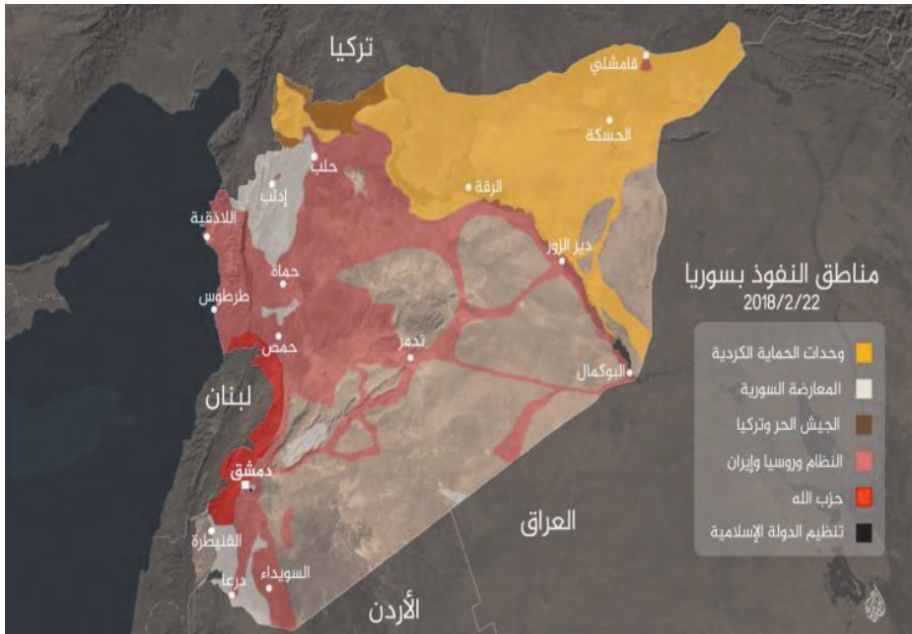 تركيا
قامشلي
الحسكة
حلب
إدلب
الرقة
اللاذقية
دير الزور
حماة
طرطوس
حمص
تدمر
البوكمال
لبنان
دمشق
العراق
القنيطرة
السويداء
درعا
الأردن
مناطق النفوذ بسوريا
2018/2/22
وحدات الحماية الكردية
المعارضة السورية
الجيش الحر وتركيا
النظام وروسيا وإيران
حزب الله
تنظيم الدولة الإسلامية